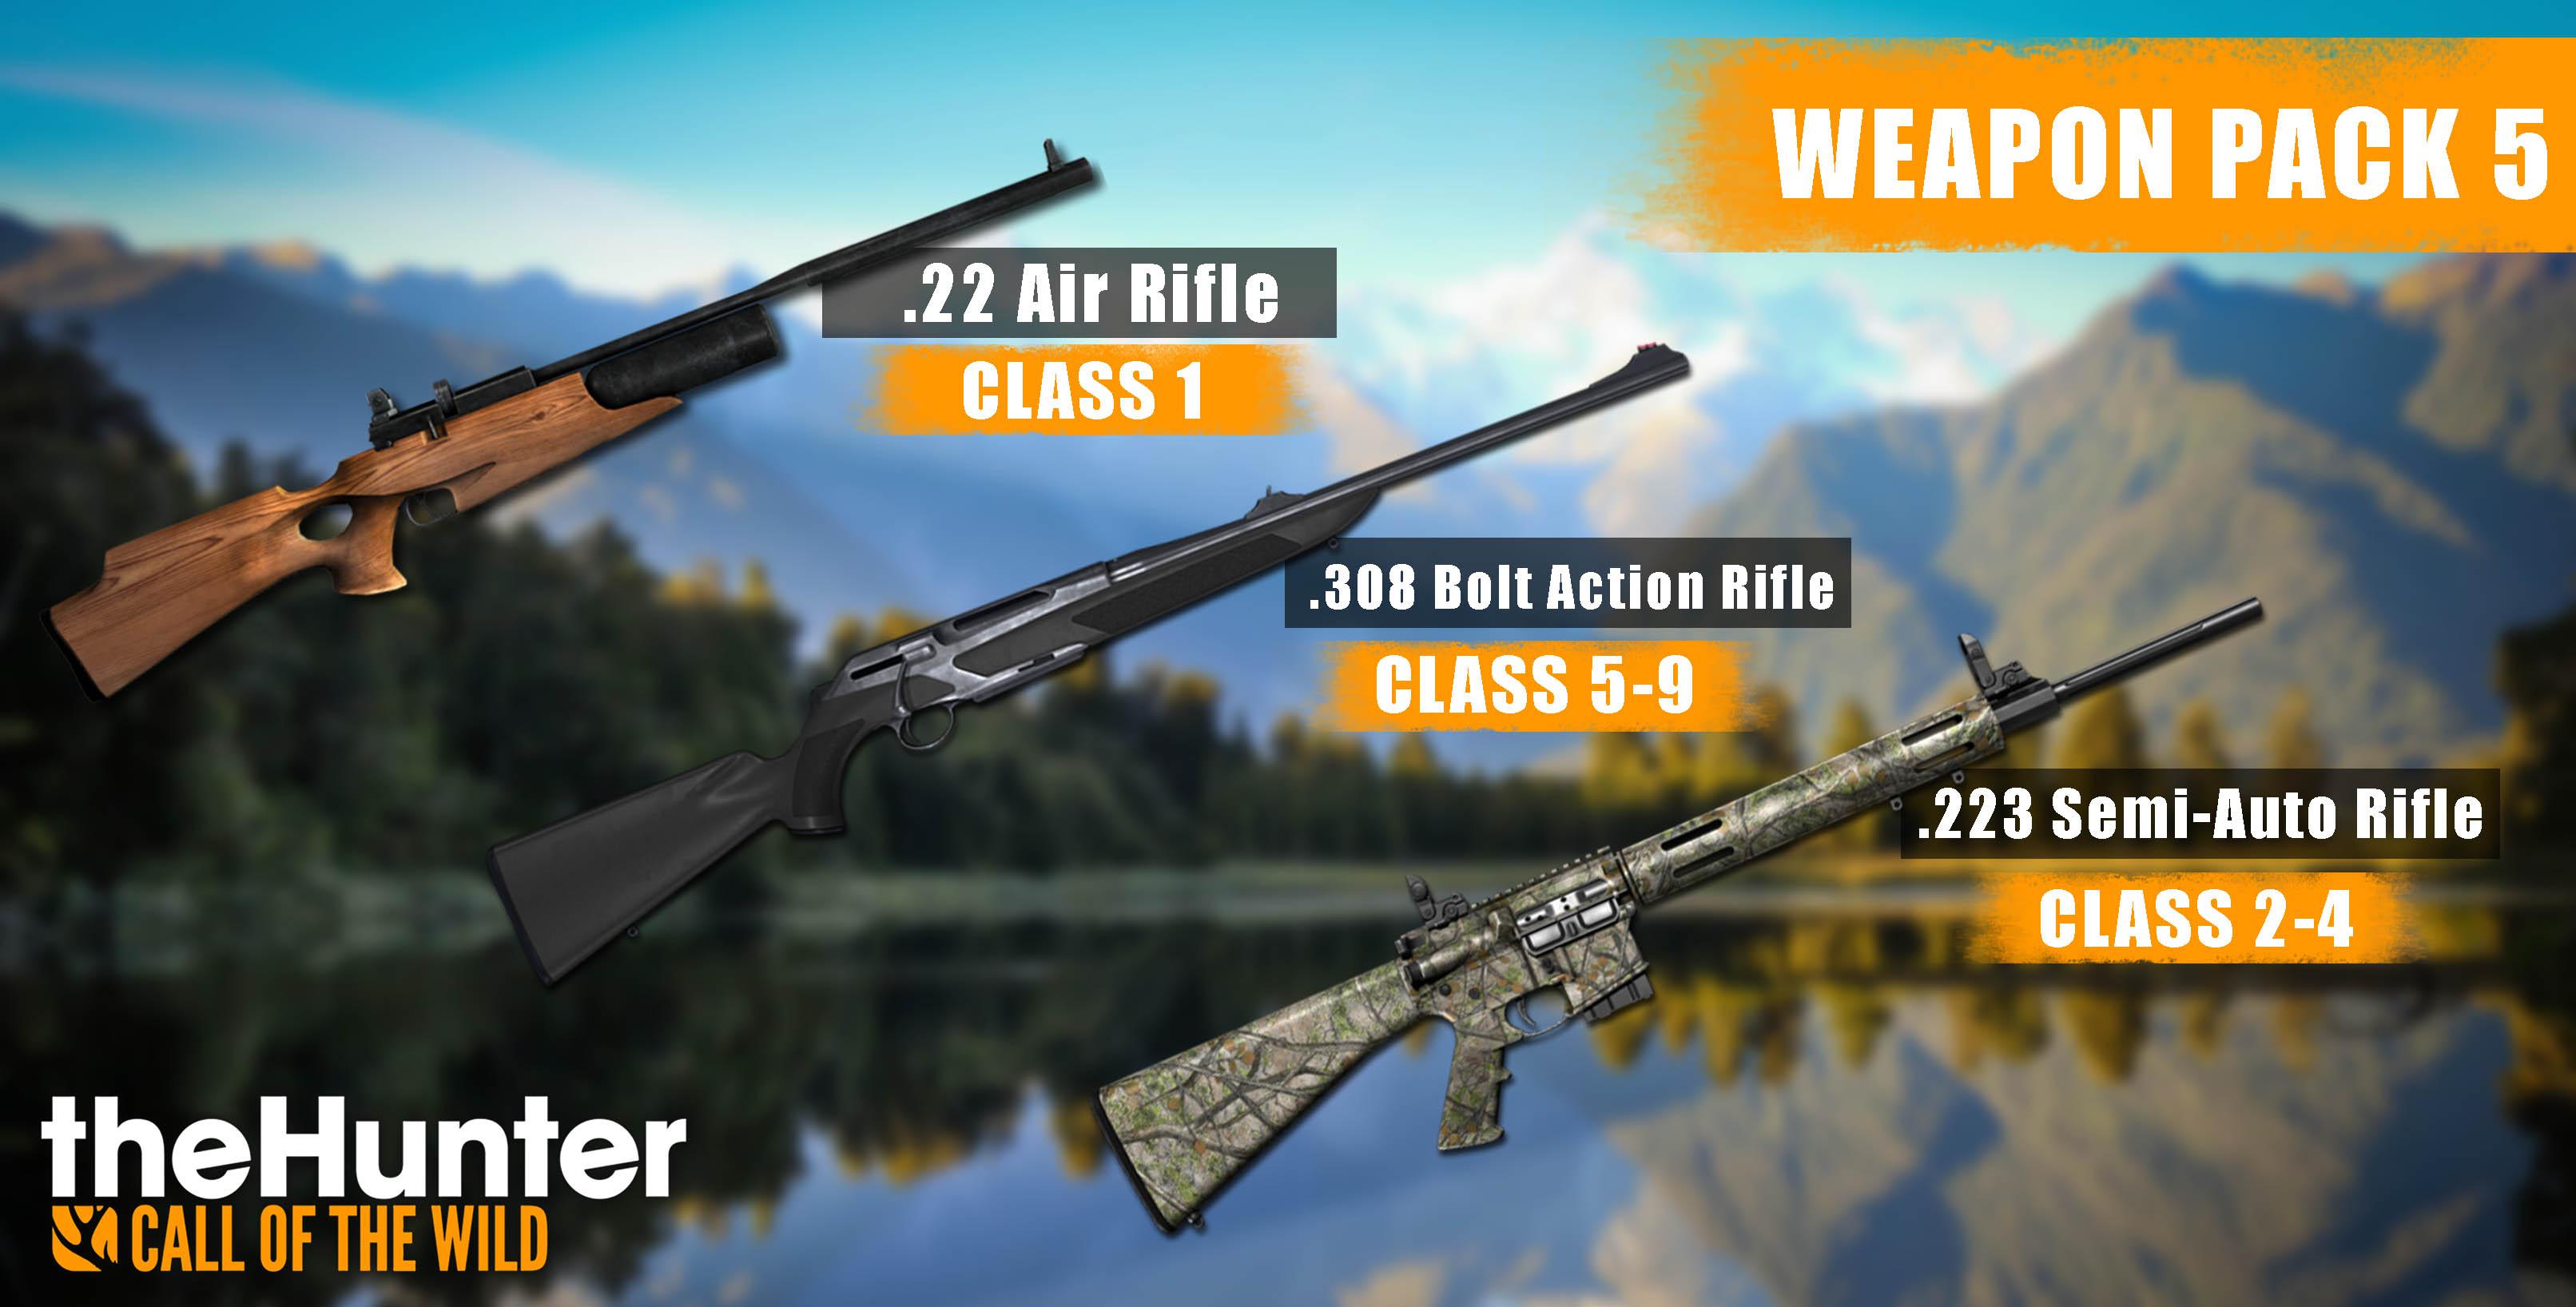 WEAPON PACK 5
.22 Air Rifle
CLASS 1
.308 Bolt Action Rifle
CLASS 5-9
.223 Semi-Auto Rifle
CLASS 2-4
theHunter
CALL OF THE WILD